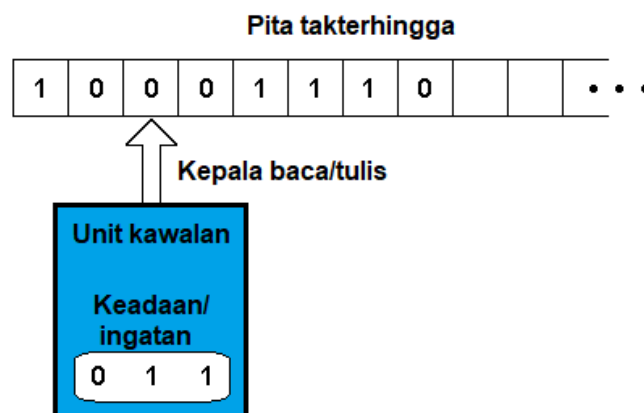 Pita takterhingga
1 0 0 0 1 1 1 0 • • •
Kepala baca/tulis
Unit kawalan
Keadaan/
ingatan
0 1 1